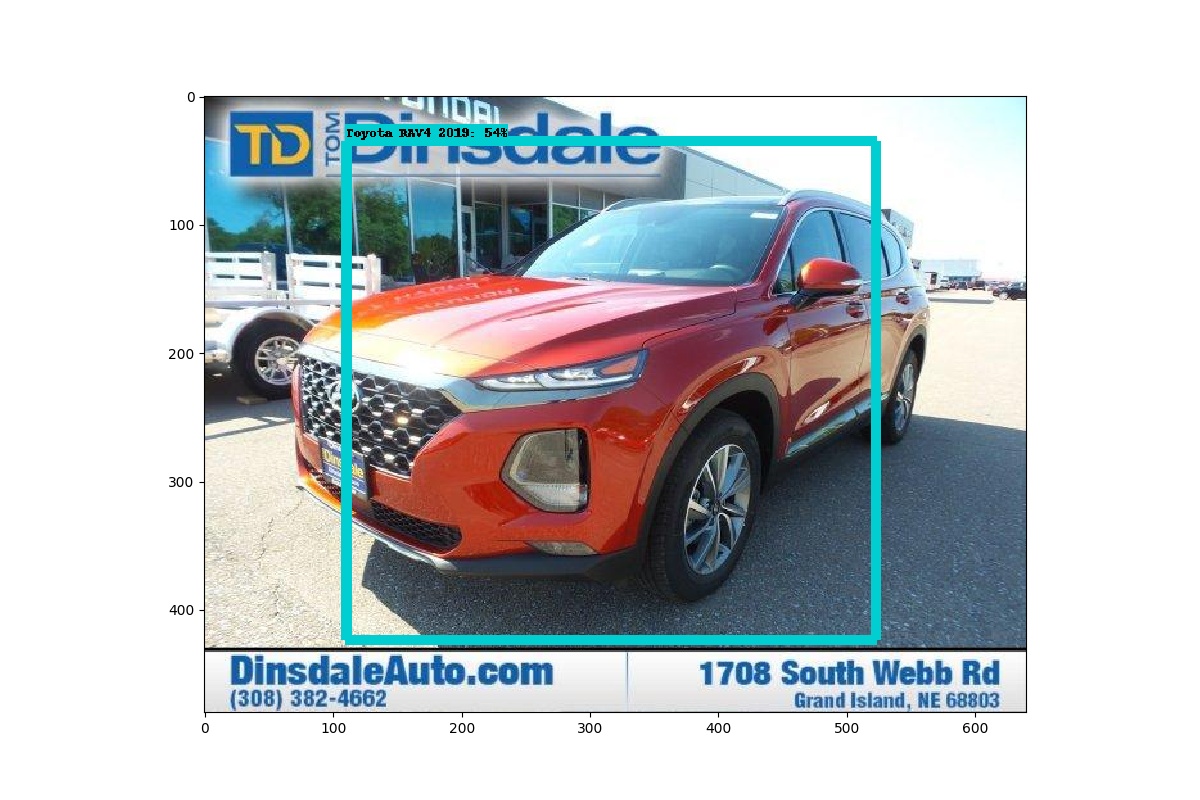 0
100
200
300
400
0 100 200 300 400 500 600
TD TOM Dinsdale
Toyota RAV4 2019: 54%
Dinsdale
DinsdaleAuto.com
(308) 382-4662
1708 South Webb Rd
Grand Island, NE 68803